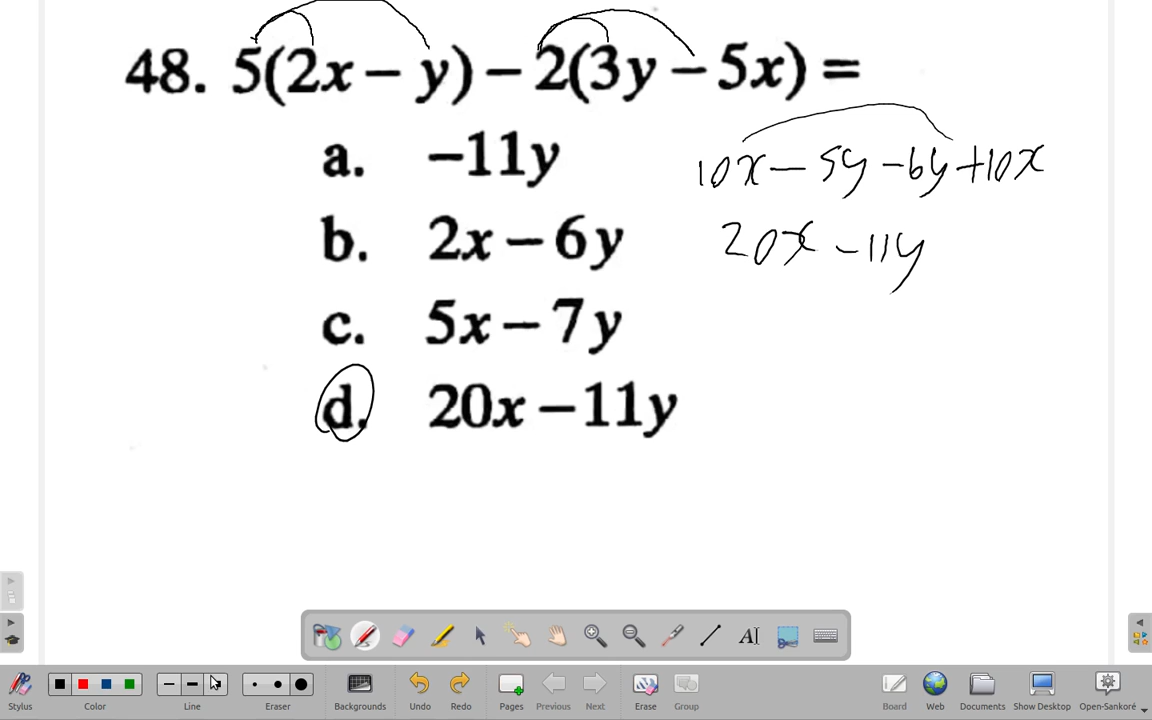 48. 5(2x – y) – 2(3y – 5x) =
a. –11y
10x – 5y – 6y + 10x
b. 2x – 6y
20x – 11y
c. 5x – 7y
d. 20x – 11y
Stylus
Color
Line
Eraser
Backgrounds
Undo
Redo
Pages
Previous
Next
Erase
Group
Board
Web
Documents
Show Desktop
Open-Sankoré